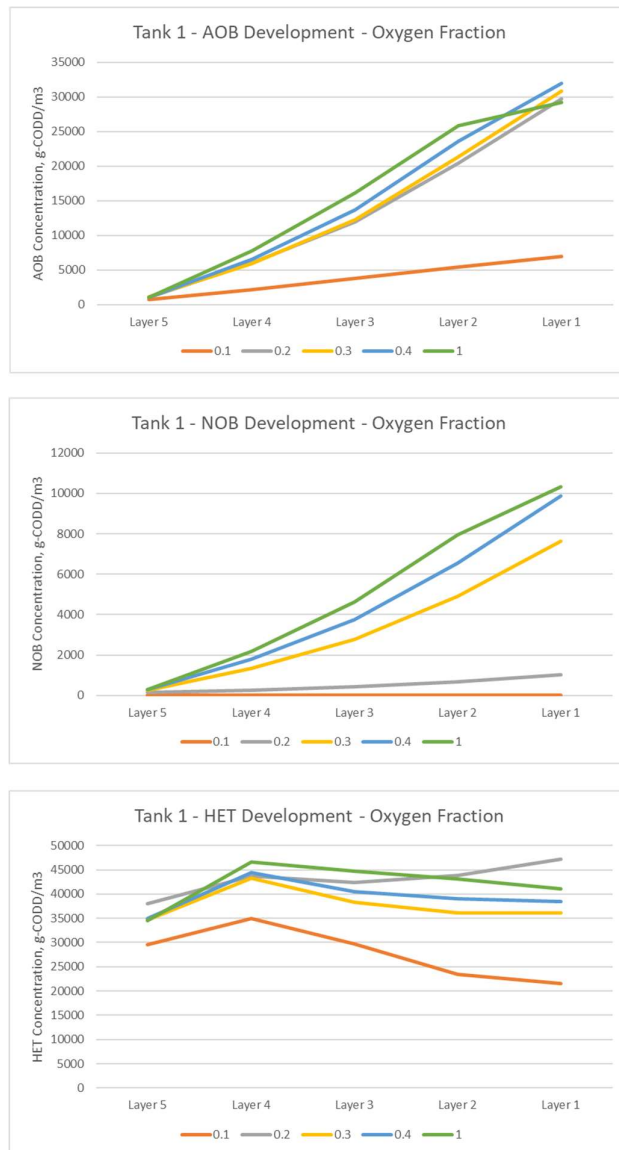 Tank 1 - AOB Development - Oxygen Fraction
AOB Concentration, g-CODD/m3
35000
30000
25000
20000
15000
10000
5000
0
Layer 5 Layer 4 Layer 3 Layer 2 Layer 1
0.1 0.2 0.3 0.4 1
Tank 1 - NOB Development - Oxygen Fraction
NOB Concentration, g-CODD/m3
12000
10000
8000
6000
4000
2000
0
Layer 5 Layer 4 Layer 3 Layer 2 Layer 1
0.1 0.2 0.3 0.4 1
Tank 1 - HET Development - Oxygen Fraction
HET Concentration, g-CODD/m3
50000
45000
40000
35000
30000
25000
20000
15000
10000
5000
0
Layer 5 Layer 4 Layer 3 Layer 2 Layer 1
0.1 0.2 0.3 0.4 1